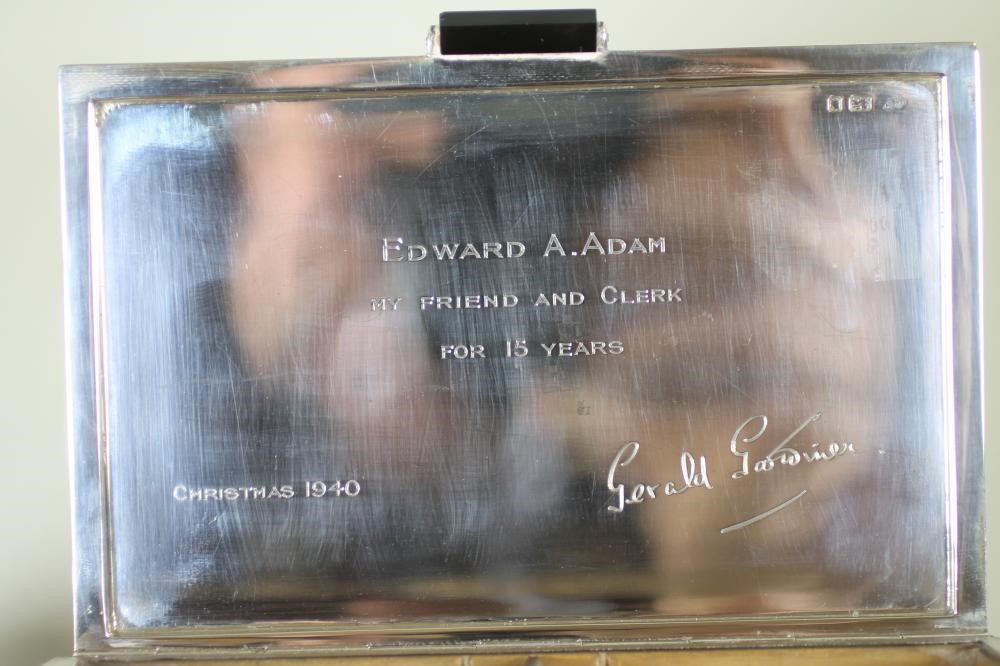 EDWARD A. ADAM
MY FRIEND AND CLERK
FOR 15 YEARS
CHRISTMAS 1940
Gerald Gardiner.